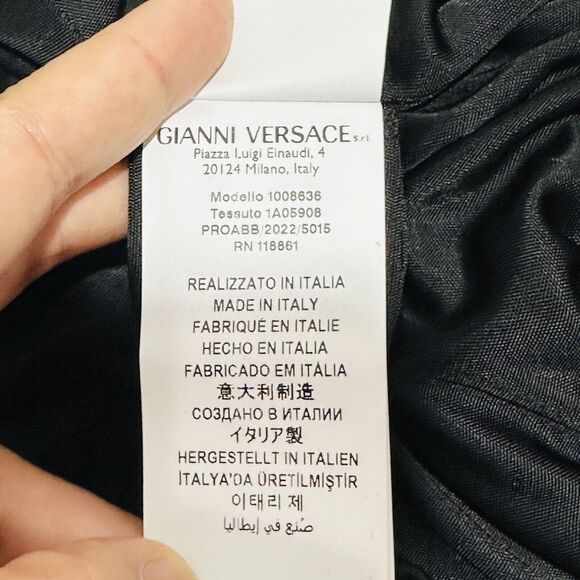 GIANNI VERSACE s.r.l.
Piazza Luigi Einaudi, 4
20124 Milano, Italy
Modello 1008636
Tessuto 1A05908
PROABB/2022/5015
RN 118861
REALIZZATO IN ITALIA
MADE IN ITALY
FABRIQUÉ EN ITALIE
HECHO EN ITALIA
FABRICADO EM ITÁLIA
意大利制造
СОЗДАНО В ИТАЛИИ
イタリア製
HERGESTELLT IN ITALIEN
İTALYA'DA ÜRETİLMİŞTİR
이태리 제
صُنع في إيطاليا